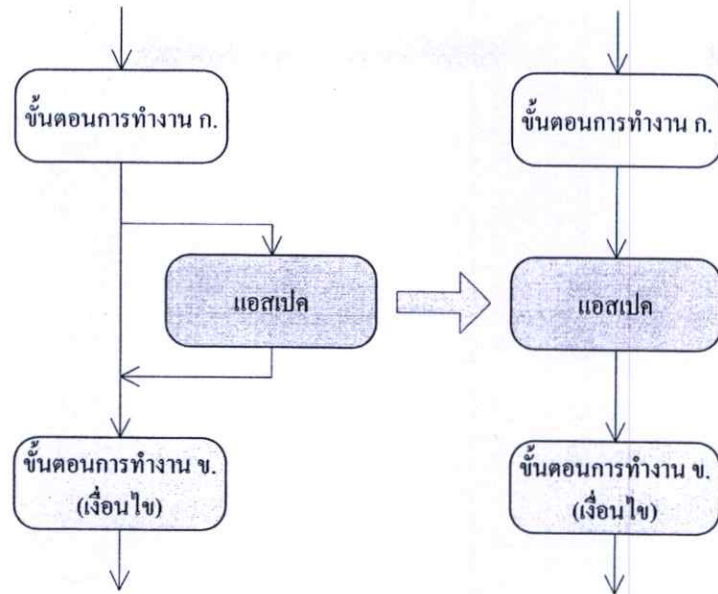 ขั้นตอนการทำงาน ก.
แอสเปค
ขั้นตอนการทำงาน ข.
(เงื่อนไข)
ขั้นตอนการทำงาน ก.
แอสเปค
ขั้นตอนการทำงาน ข.
(เงื่อนไข)